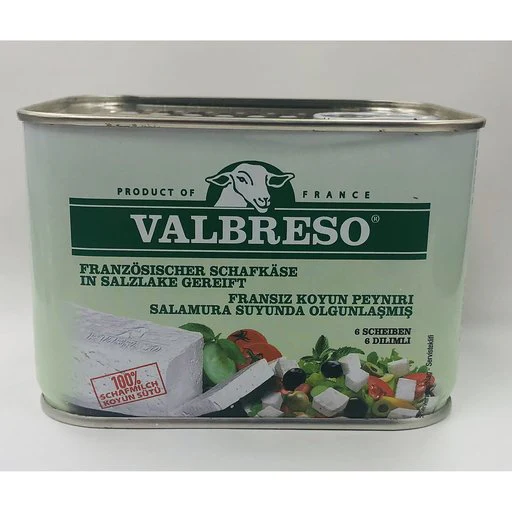 PRODUCT OF FRANCE
VALBRESO®
FRANZÖSISCHER SCHAFKÄSE
IN SALZLAKE GEREIFT
FRANSIZ KOYUN PEYNIRI
SALAMURA SUYUNDA OLGUNLAŞMIŞ
6 SCHEIBEN
6 DILIMLI
100%
SCHAFMILCH
KOYUN SÜTÜ
Serviervorschlag